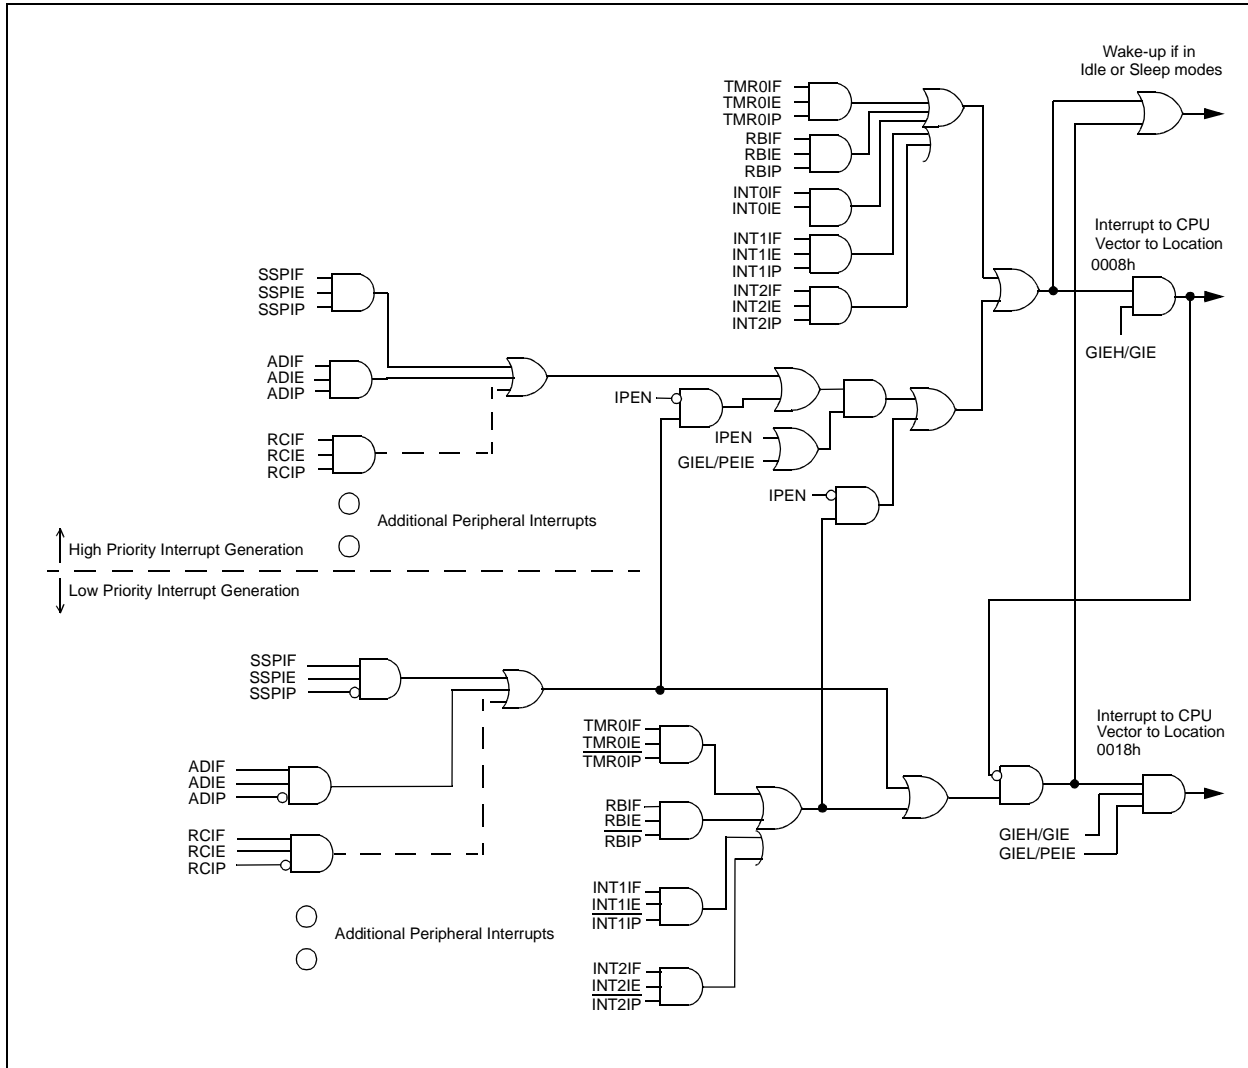 Wake-up if in
Idle or Sleep modes
TMR0IF
TMR0IE
TMR0IP
RBIF
RBIE
RBIP
INT0IF
INT0IE
INT1IF
INT1IE
INT1IP
INT2IF
INT2IE
INT2IP
Interrupt to CPU
Vector to Location
0008h
GIEH/GIE
SSPIF
SSPIE
SSPIP
ADIF
ADIE
ADIP
RCIF
RCIE
RCIP
IPEN
IPEN
GIEL/PEIE
IPEN
Additional Peripheral Interrupts
High Priority Interrupt Generation
Low Priority Interrupt Generation
SSPIF
SSPIE
SSPIP
ADIF
ADIE
ADIP
RCIF
RCIE
RCIP
Additional Peripheral Interrupts
TMR0IF
TMR0IE
TMR0IP
RBIF
RBIE
RBIP
INT1IF
INT1IE
INT1IP
INT2IF
INT2IE
INT2IP
Interrupt to CPU
Vector to Location
0018h
GIEH/GIE
GIEL/PEIE